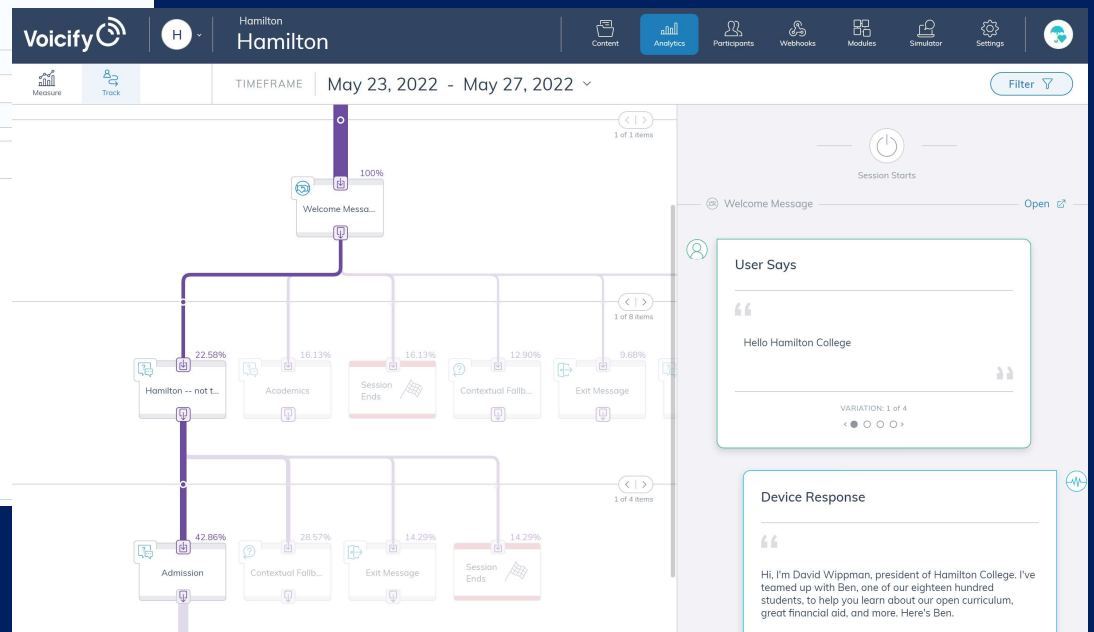 Voicify
H
Hamilton
Hamilton
Content
Analytics
Participants
Webhooks
Modules
Simulator
Settings
Measure
Track
TIMEFRAME
May 23, 2022 - May 27, 2022
Filter
1 of 1 items
100%
Welcome Messa...
1 of 8 items
22.58%
16.13%
16.13%
12.90%
9.68%
Hamilton -- not t...
Academics
Session
Ends
Contextual Fallb...
Exit Message
1 of 4 items
42.86%
28.57%
14.29%
14.29%
Admission
Contextual Fallb...
Exit Message
Session
Ends
Session Starts
Welcome Message
Open
User Says
“
Hello Hamilton College
”
VARIATION: 1 of 4
Device Response
“
Hi, I'm David Wippman, president of Hamilton College. I've
teamed up with Ben, one of our eighteen hundred
students, to help you learn about our open curriculum,
great financial aid, and more. Here's Ben.